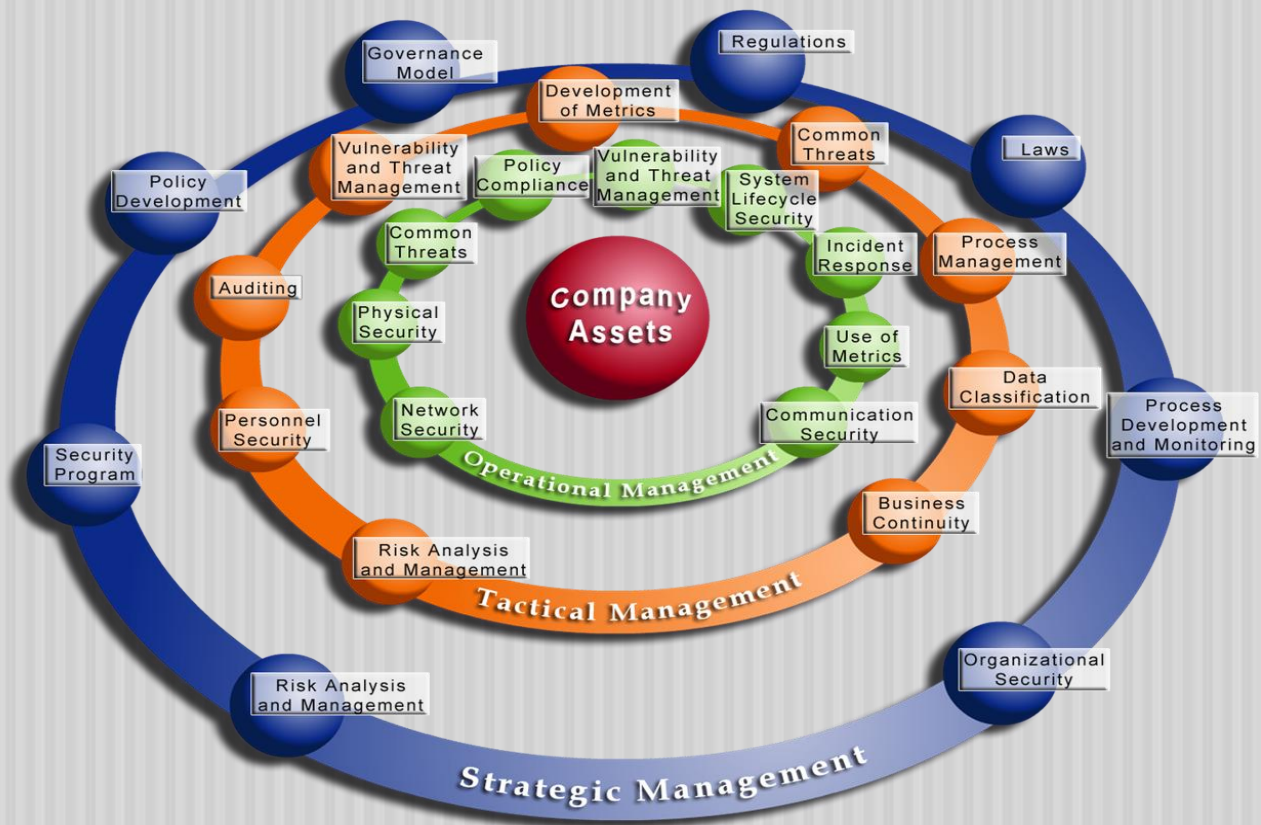 Governance
Model
Regulations
Development
of Metrics
Vulnerability
and Threat
Management
Common
Threats
Laws
Policy
Compliance
Vulnerability
and Threat
Management
System
Lifecycle
Security
Policy
Development
Common
Threats
Incident
Response
Process
Management
Auditing
Company
Assets
Physical
Security
Use of
Metrics
Data
Classification
Personnel
Security
Network
Security
Communication
Security
Process
Development
and Monitoring
Security
Program
Operational Management
Business
Continuity
Risk Analysis
and Management
Tactical Management
Organizational
Security
Risk Analysis
and Management
Strategic Management